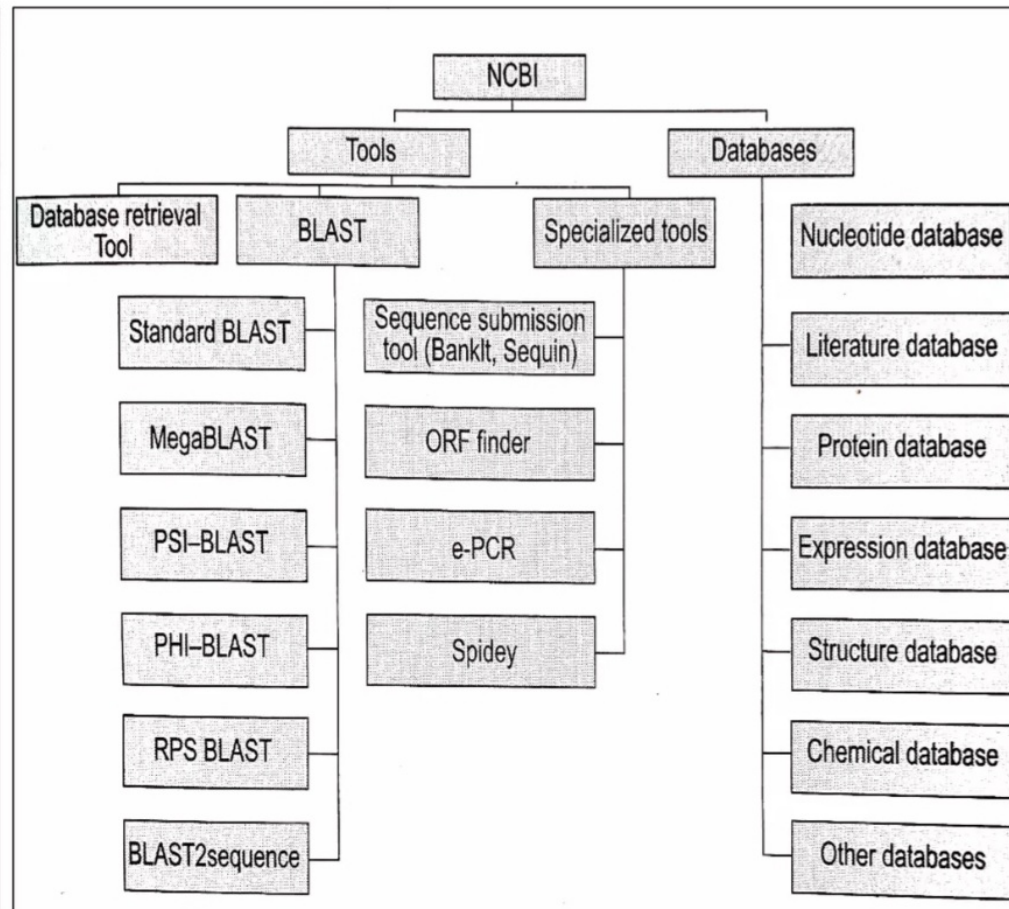 NCBI
Tools
Databases
Database retrieval
Tool
BLAST
Specialized tools
Nucleotide database
Standard BLAST
Sequence submission
tool (BankIt, Sequin)
Literature database
MegaBLAST
ORF finder
Protein database
PSI–BLAST
e-PCR
Expression database
PHI–BLAST
Spidey
Structure database
RPS BLAST
Chemical database
BLAST2sequence
Other databases